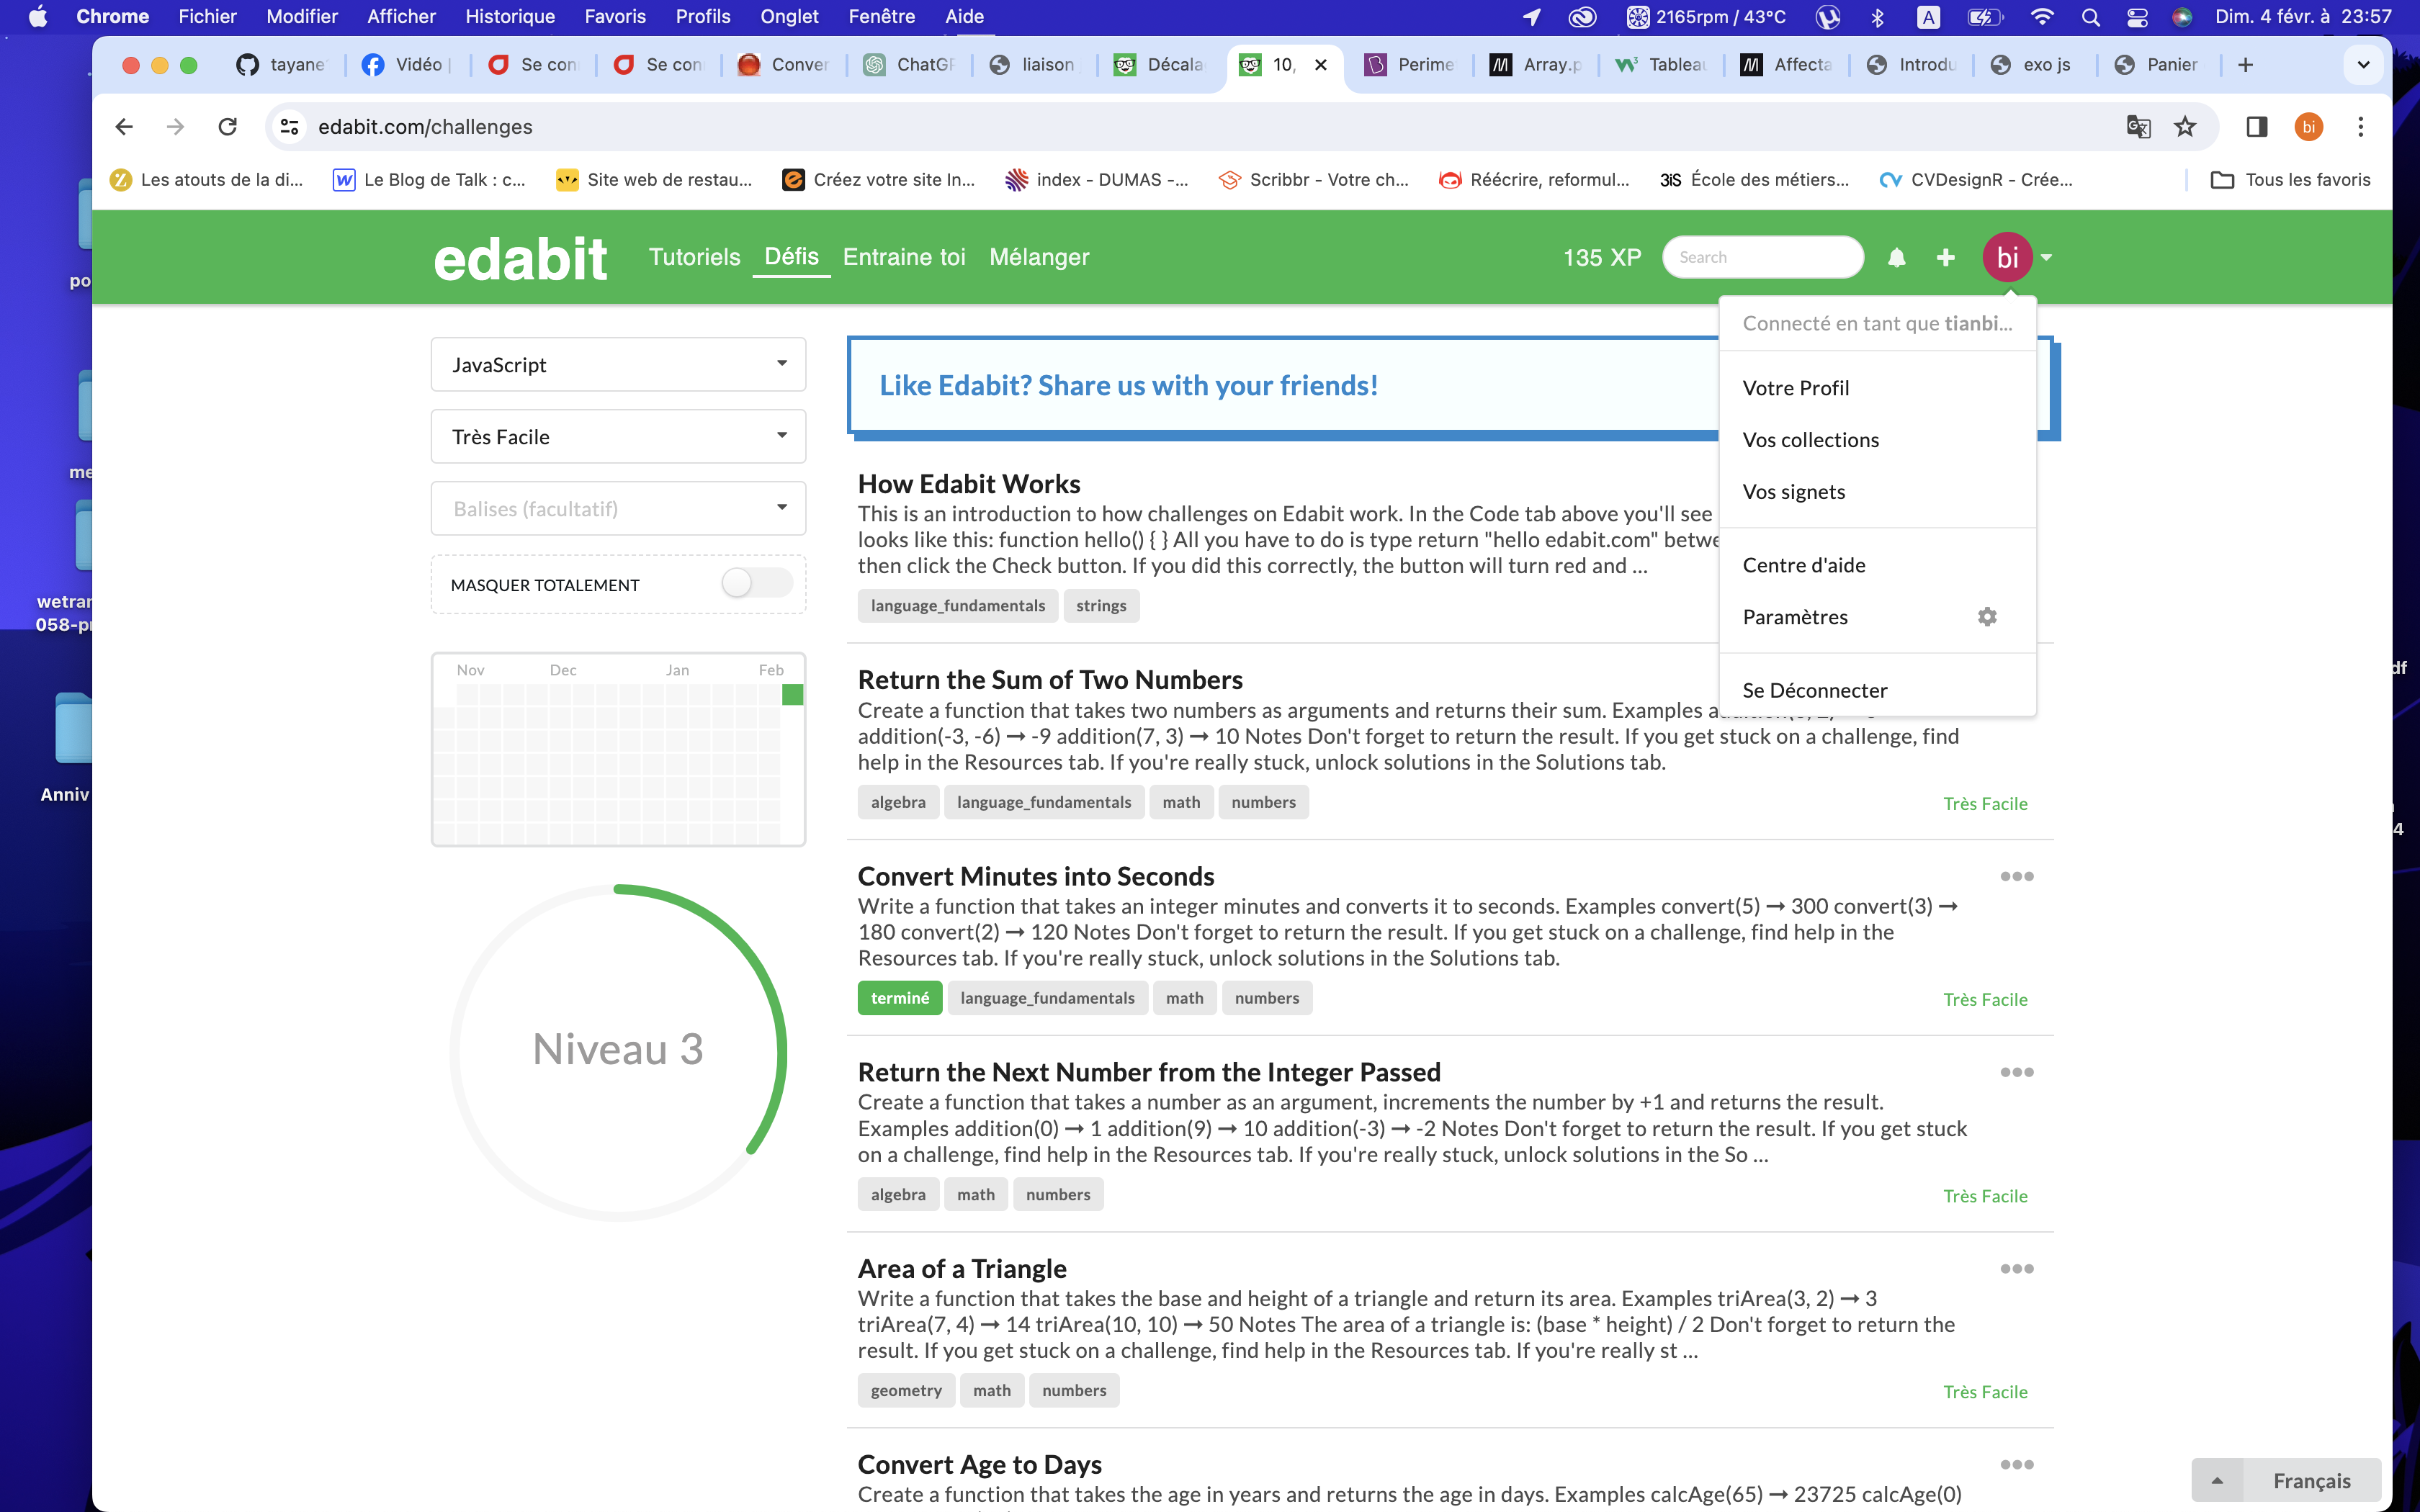 Chrome Fichier Modifier Afficher Historique Favoris Profils Onglet Fenêtre Aide
2165rpm / 43°C A Dim. 4 févr. à 23:57
tayane Vidéo Se con Se con Conver ChatGP liaison Décala 10, Perime Array.p Tableau Affecta Introdu exo js Panier
edabit.com/challenges
bi
Les atouts de la di... Le Blog de Talk : c... Site web de restau... Créez votre site In... index - DUMAS -... Scribbr - Votre ch... Réécrire, reformul... 3iS École des métiers... CVDesignR - Crée... Tous les favoris
edabit Tutoriels Défis Entraine toi Mélanger 135 XP Search bi
Connecté en tant que tianbi...
Votre Profil
Vos collections
Vos signets
Centre d'aide
Paramètres
Se Déconnecter
JavaScript
Très Facile
Balises (facultatif)
MASQUER TOTALEMENT
Nov Dec Jan Feb
Niveau 3
Like Edabit? Share us with your friends!
How Edabit Works
This is an introduction to how challenges on Edabit work. In the Code tab above you'll see
looks like this: function hello() { } All you have to do is type return "hello edabit.com" betwe
then click the Check button. If you did this correctly, the button will turn red and ...
language_fundamentals strings
Return the Sum of Two Numbers
Create a function that takes two numbers as arguments and returns their sum. Examples
addition(-3, -6) ➞ -9 addition(7, 3) ➞ 10 Notes Don't forget to return the result. If you get stuck on a challenge, find
help in the Resources tab. If you're really stuck, unlock solutions in the Solutions tab.
algebra language_fundamentals math numbers Très Facile
Convert Minutes into Seconds
Write a function that takes an integer minutes and converts it to seconds. Examples convert(5) ➞ 300 convert(3) ➞
180 convert(2) ➞ 120 Notes Don't forget to return the result. If you get stuck on a challenge, find help in the
Resources tab. If you're really stuck, unlock solutions in the Solutions tab.
terminé language_fundamentals math numbers Très Facile
Return the Next Number from the Integer Passed
Create a function that takes a number as an argument, increments the number by +1 and returns the result.
Examples addition(0) ➞ 1 addition(9) ➞ 10 addition(-3) ➞ -2 Notes Don't forget to return the result. If you get stuck
on a challenge, find help in the Resources tab. If you're really stuck, unlock solutions in the So ...
algebra math numbers Très Facile
Area of a Triangle
Write a function that takes the base and height of a triangle and return its area. Examples triArea(3, 2) ➞ 3
triArea(7, 4) ➞ 14 triArea(10, 10) ➞ 50 Notes The area of a triangle is: (base * height) / 2 Don't forget to return the
result. If you get stuck on a challenge, find help in the Resources tab. If you're really st ...
geometry math numbers Très Facile
Convert Age to Days
Create a function that takes the age in years and returns the age in days. Examples calcAge(65) ➞ 23725 calcAge(0)
Français
po
me
wetran
058-pr
Anniv
df
4